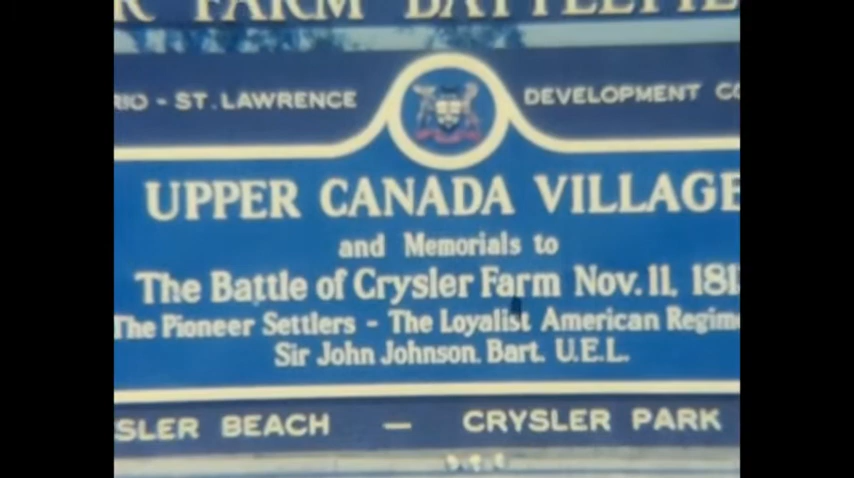 R FARM BATTLEFIE
RIO - ST. LAWRENCE DEVELOPMENT CO
UPPER CANADA VILLAGE
and Memorials to
The Battle of Crysler Farm Nov. 11, 181
The Pioneer Settlers - The Loyalist American Regim
Sir John Johnson. Bart. U.E.L.
SLER BEACH — CRYSLER PARK